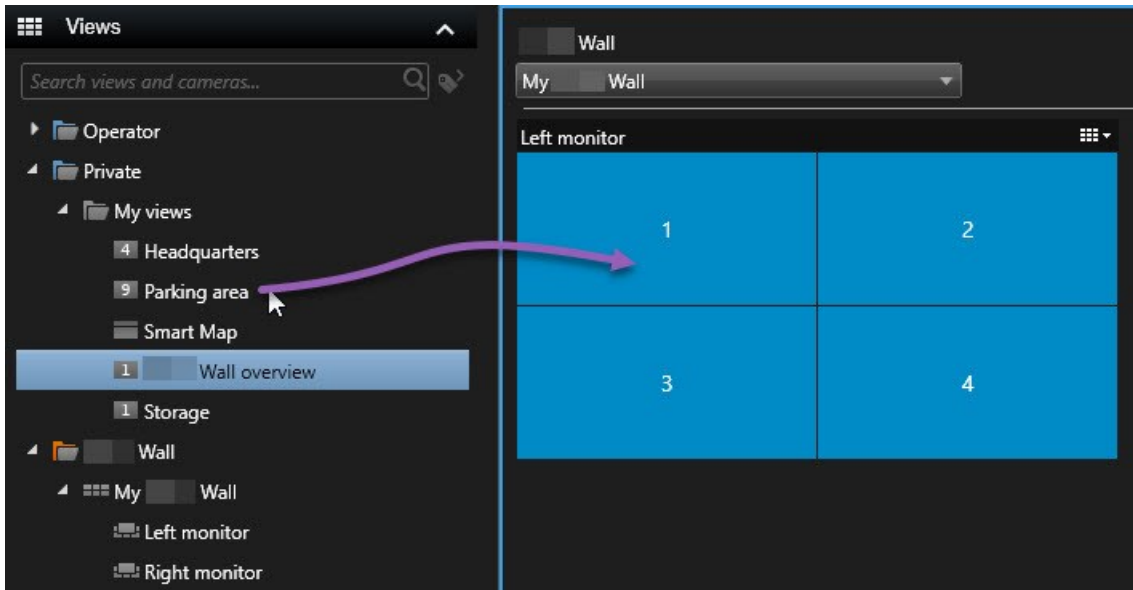 Views
Search views and cameras...
Operator
Private
My views
4 Headquarters
9 Parking area
Smart Map
1 Wall overview
1 Storage
Wall
My Wall
Left monitor
Right monitor
Wall
My Wall
Left monitor
1 2
3 4